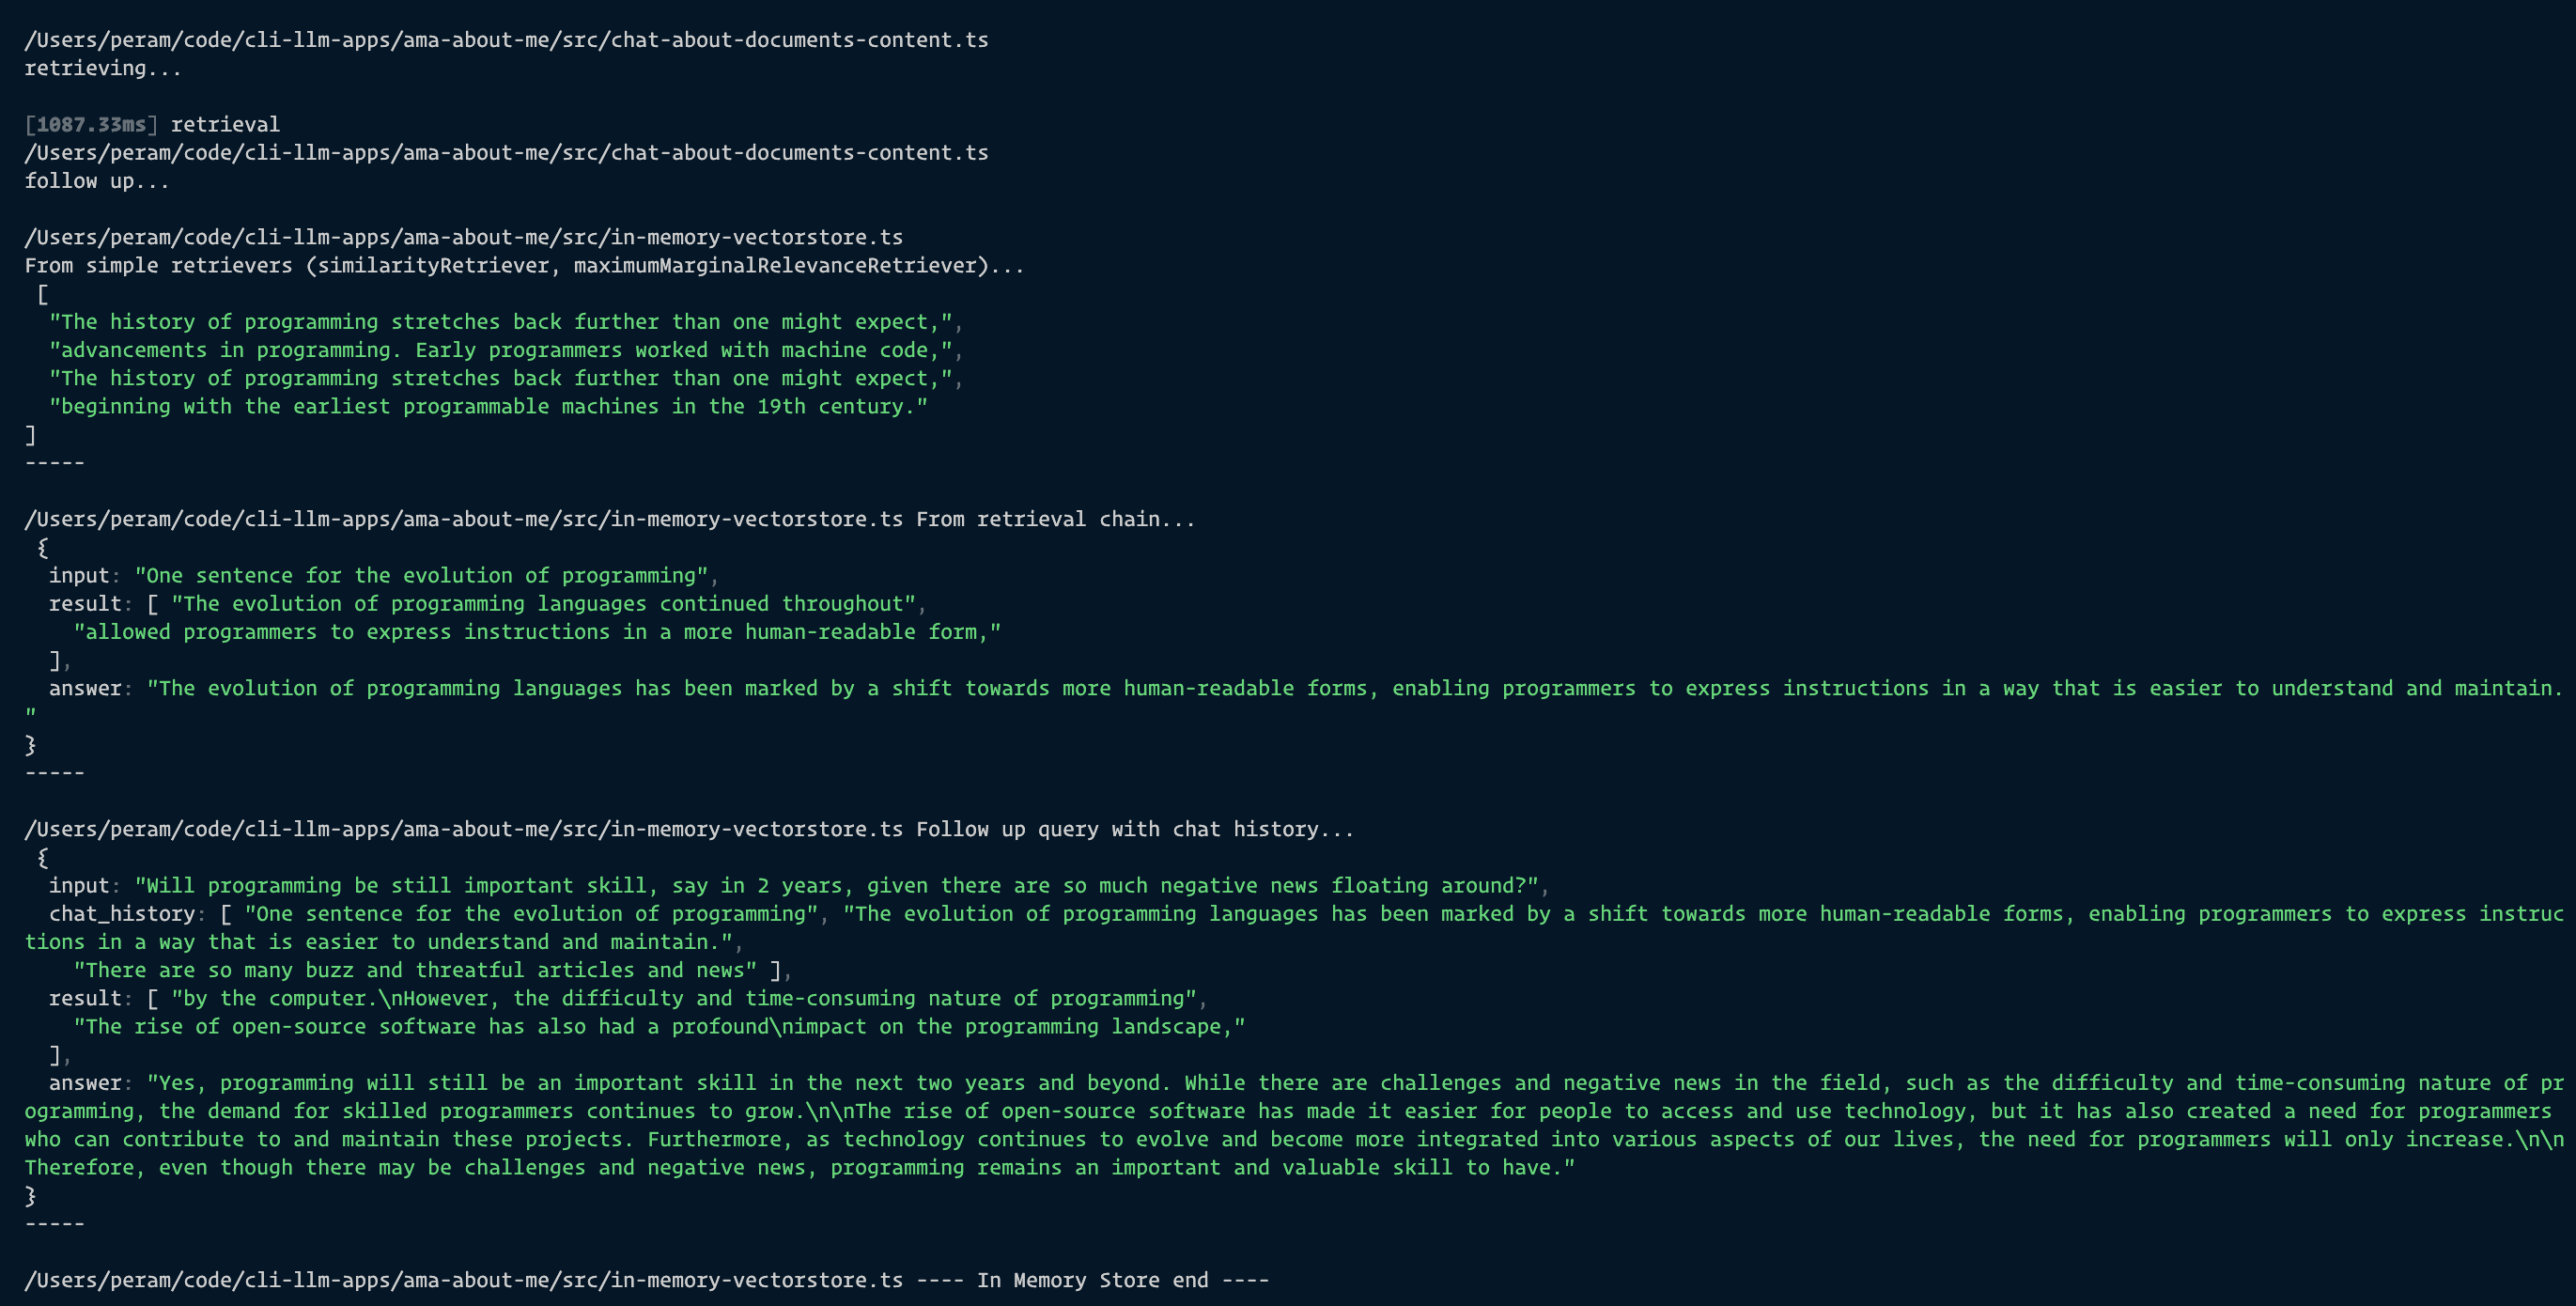 /Users/peram/code/cli-llm-apps/ama-about-me/src/chat-about-documents-content.ts
retrieving...
[1087.33ms] retrieval
/Users/peram/code/cli-llm-apps/ama-about-me/src/chat-about-documents-content.ts
follow up...
/Users/peram/code/cli-llm-apps/ama-about-me/src/in-memory-vectorstore.ts
From simple retrievers (similarityRetriever, maximumMarginalRelevanceRetriever)...
[
"The history of programming stretches back further than one might expect,",
"advancements in programming. Early programmers worked with machine code,",
"The history of programming stretches back further than one might expect,",
"beginning with the earliest programmable machines in the 19th century."
]
-----
/Users/peram/code/cli-llm-apps/ama-about-me/src/in-memory-vectorstore.ts From retrieval chain...
{
input: "One sentence for the evolution of programming",
result: [ "The evolution of programming languages continued throughout",
"allowed programmers to express instructions in a more human-readable form,"
],
answer: "The evolution of programming languages has been marked by a shift towards more human-readable forms, enabling programmers to express instructions in a way that is easier to understand and maintain.
"
}
-----
/Users/peram/code/cli-llm-apps/ama-about-me/src/in-memory-vectorstore.ts Follow up query with chat history...
{
input: "Will programming be still important skill, say in 2 years, given there are so much negative news floating around?",
chat_history: [ "One sentence for the evolution of programming", "The evolution of programming languages has been marked by a shift towards more human-readable forms, enabling programmers to express instruc
tions in a way that is easier to understand and maintain.",
"There are so many buzz and threatful articles and news" ],
result: [ "by the computer.\nHowever, the difficulty and time-consuming nature of programming",
"The rise of open-source software has also had a profound\nimpact on the programming landscape,"
],
answer: "Yes, programming will still be an important skill in the next two years and beyond. While there are challenges and negative news in the field, such as the difficulty and time-consuming nature of pr
ogramming, the demand for skilled programmers continues to grow.\n\nThe rise of open-source software has made it easier for people to access and use technology, but it has also created a need for programmers
who can contribute to and maintain these projects. Furthermore, as technology continues to evolve and become more integrated into various aspects of our lives, the need for programmers will only increase.\n\n
Therefore, even though there may be challenges and negative news, programming remains an important and valuable skill to have."
}
-----
/Users/peram/code/cli-llm-apps/ama-about-me/src/in-memory-vectorstore.ts ---- In Memory Store end ----